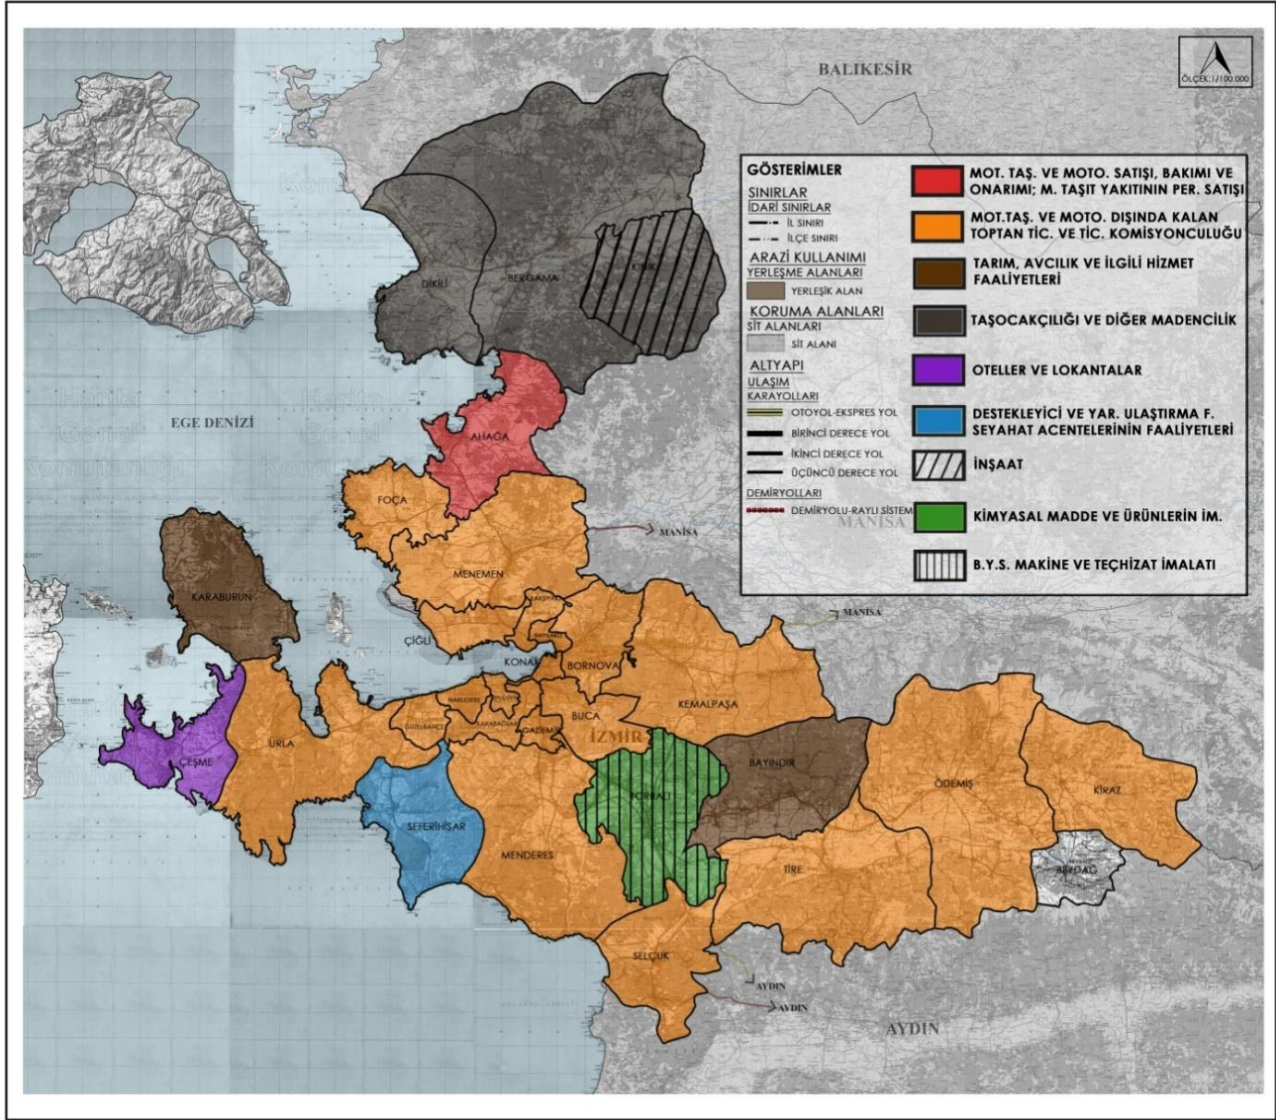 BALIKESİR
ÖLÇEK:1/100.000
GÖSTERİMLER
SINIRLAR
İDARİ SINIRLAR
İL SINIRI
İLÇE SINIRI
ARAZİ KULLANIMI
YERLEŞME ALANLARI
YERLEŞİK ALAN
KORUMA ALANLARI
SİT ALANLARI
SİT ALANI
ALTYAPI
ULAŞIM
KARAYOLLARI
OTOYOL-EKSPRES YOL
BİRİNCİ DERECE YOL
İKİNCİ DERECE YOL
ÜÇÜNCÜ DERECE YOL
DEMİRYOLLARI
DEMİRYOLU-RAYLI SİSTEM
MOT. TAŞ. VE MOTO. SATIŞI, BAKIMI VE
ONARIMI; M. TAŞIT YAKITININ PER. SATIŞI
MOT.TAŞ. VE MOTO. DIŞINDA KALAN
TOPTAN TİC. VE TİC. KOMİSYONCULUĞU
TARIM, AVCILIK VE İLGİLİ HİZMET
FAALİYETLERİ
TAŞOCAKÇILIĞI VE DİĞER MADENCİLİK
OTELLER VE LOKANTALAR
DESTEKLEYİCİ VE YAR. ULAŞTIRMA F.
SEYAHAT ACENTELERİNİN FAALİYETLERİ
İNŞAAT
KİMYASAL MADDE VE ÜRÜNLERİN İM.
B.Y.S. MAKİNE VE TEÇHİZAT İMALATI
MANİSA
DİKİLİ
BERGAMA
KINIK
EGE DENİZİ
ALİAĞA
FOÇA
MANİSA
MENEMEN
KARABURUN
MANİSA
ÇİĞLİ
KONAK
BORNOVA
KEMALPAŞA
BUCA
İZMİR
URLA
ÇEŞME
BAYINDIR
ÖDEMİŞ
KİRAZ
TORBALI
SEFERİHİSAR
MENDERES
TİRE
BEYDAĞ
SELÇUK
AYDIN
AYDIN
AYDIN